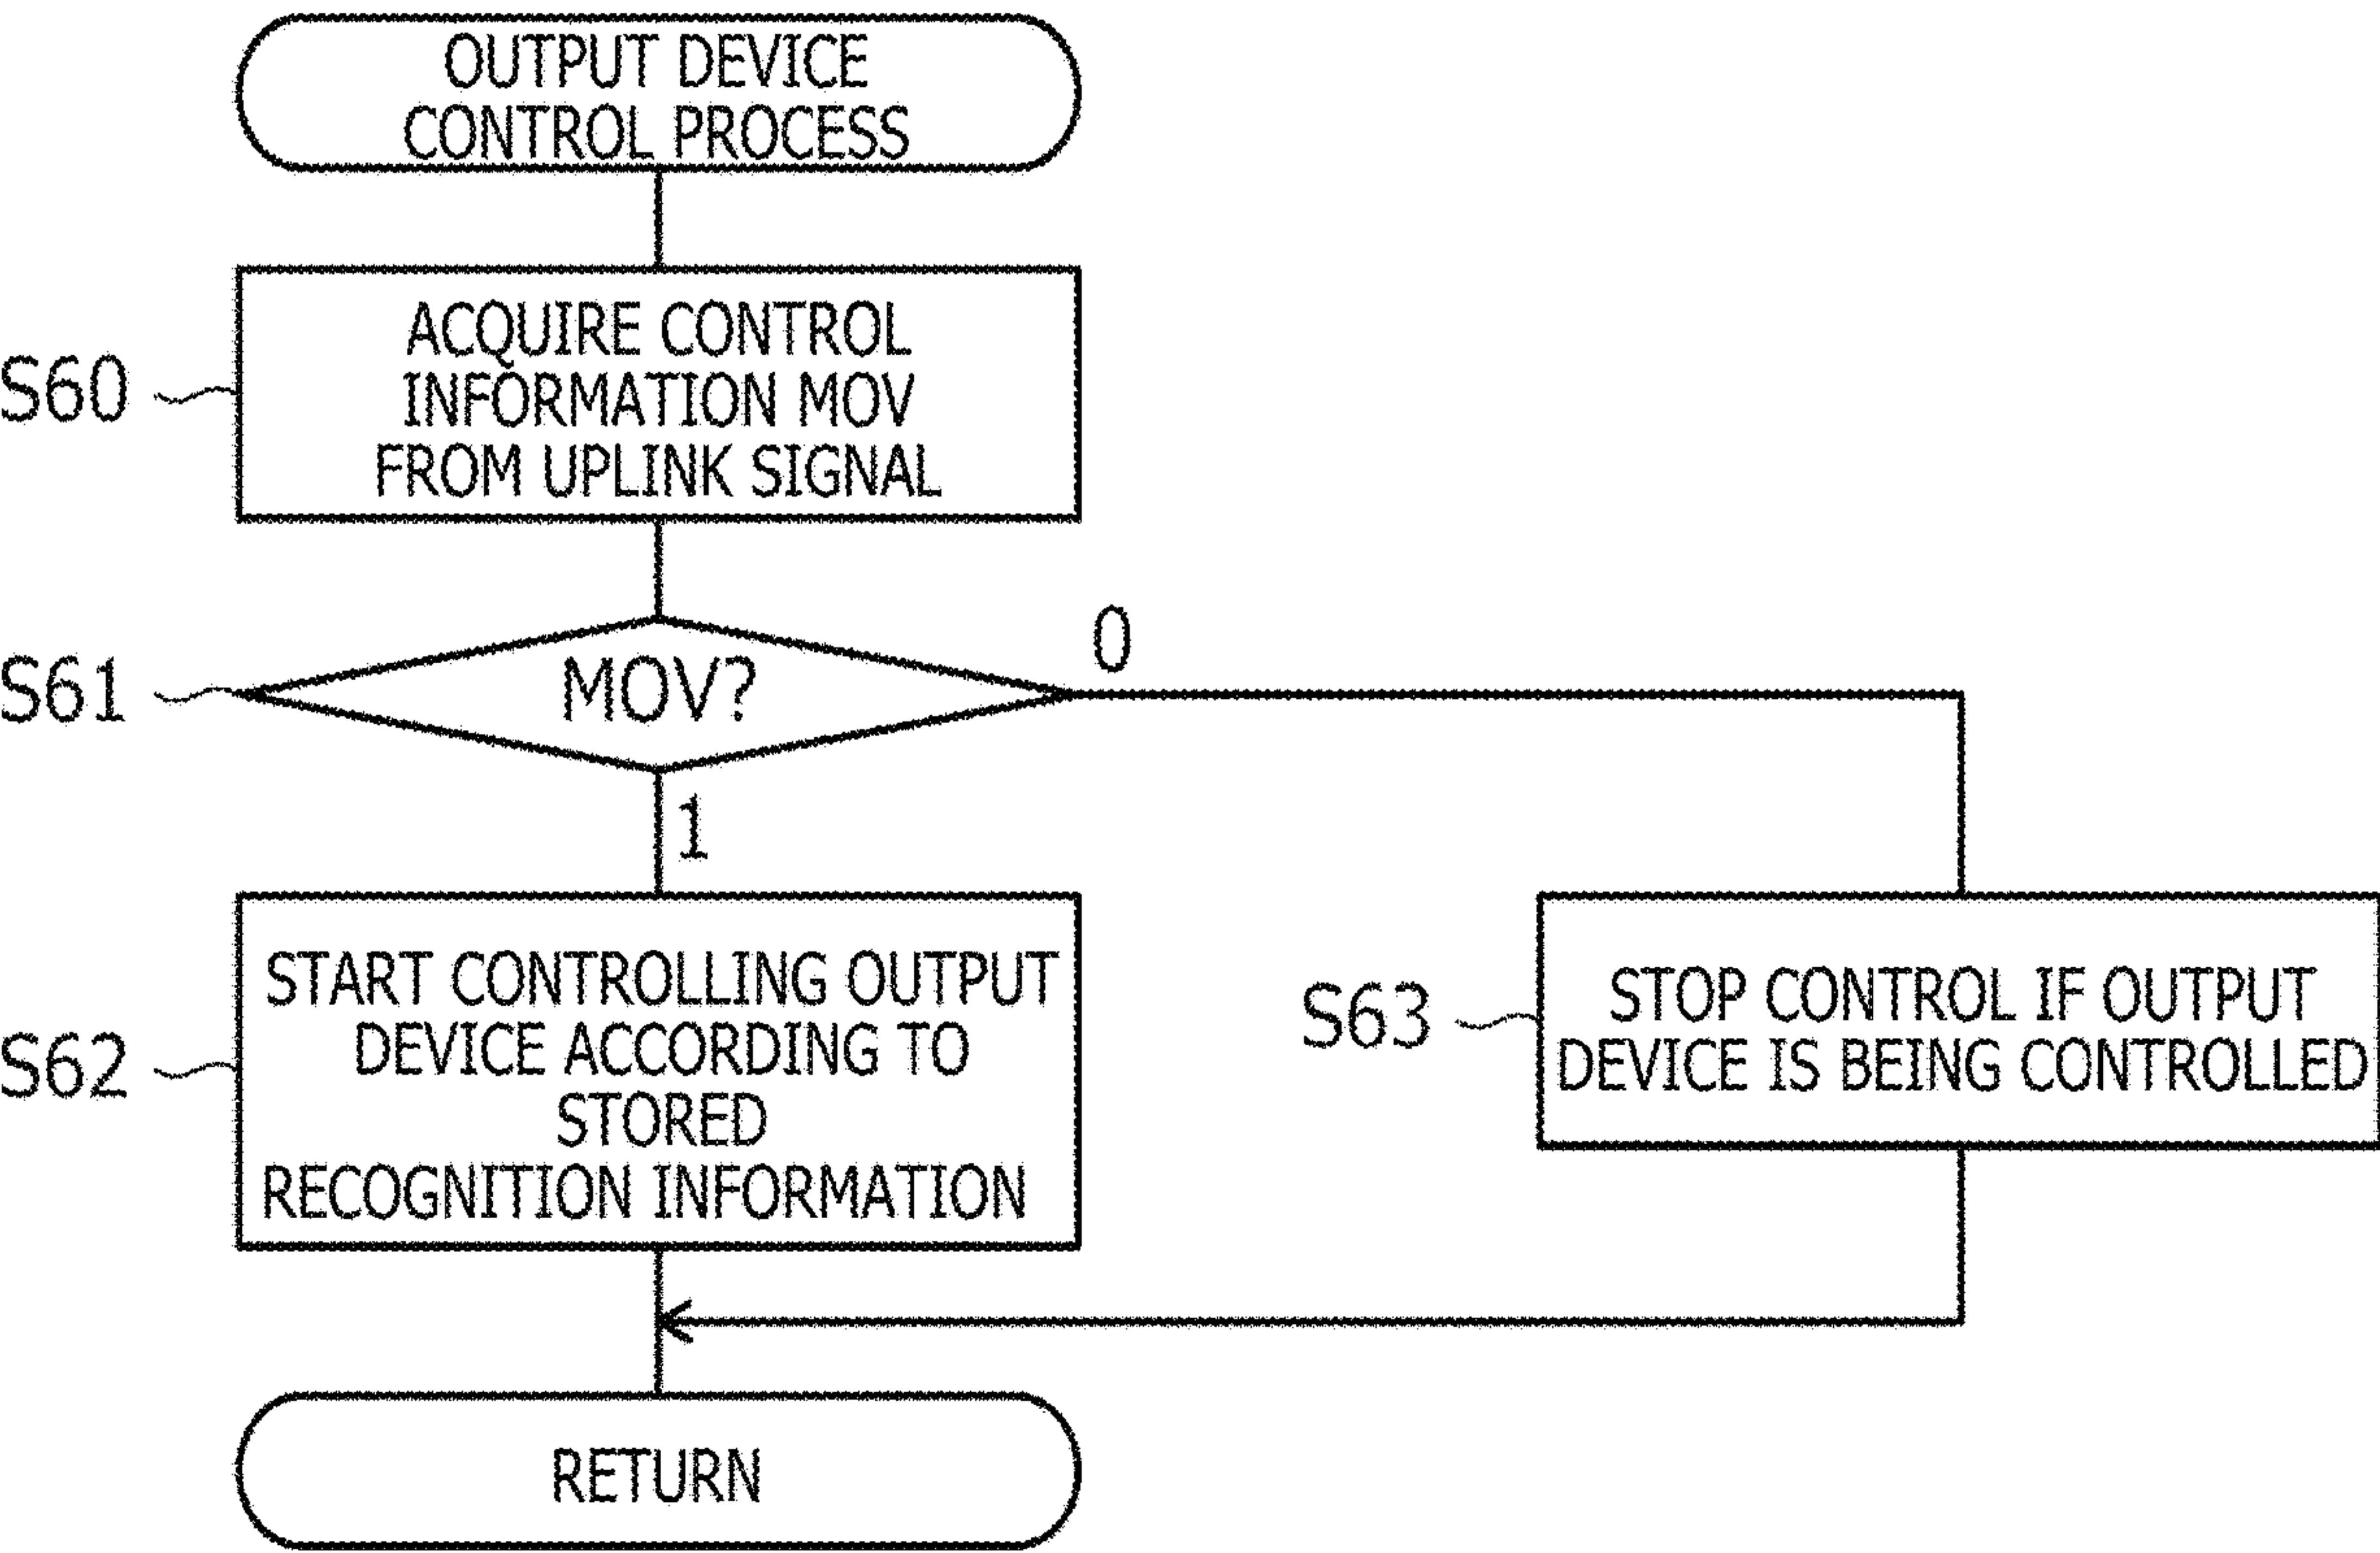 OUTPUT DEVICE
CONTROL PROCESS
S60
ACQUIRE CONTROL
INFORMATION MOV
FROM UPLINK SIGNAL
S61
MOV?
0
1
S62
START CONTROLLING OUTPUT
DEVICE ACCORDING TO
STORED
RECOGNITION INFORMATION
S63
STOP CONTROL IF OUTPUT
DEVICE IS BEING CONTROLLED
RETURN